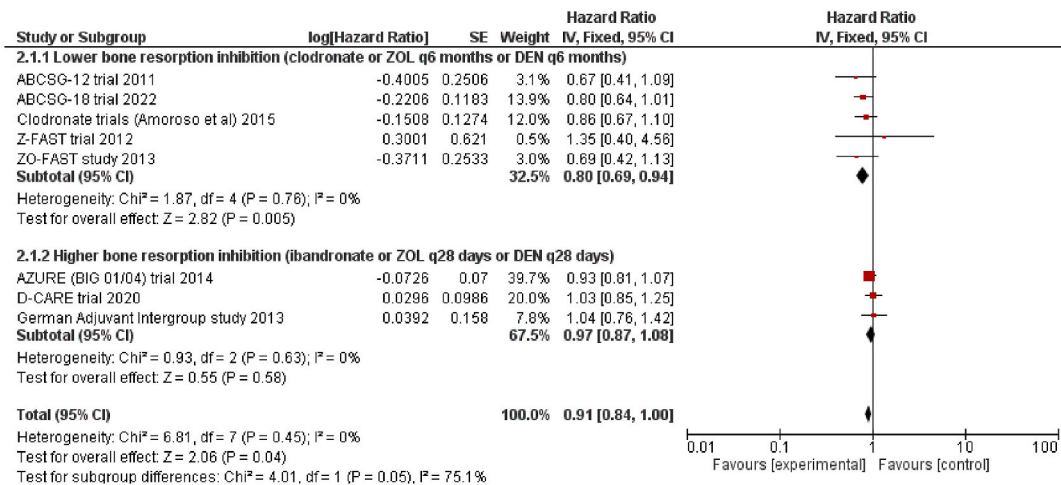 Hazard Ratio Hazard Ratio
Study or Subgroup log[Hazard Ratio] SE Weight IV, Fixed, 95% CI IV, Fixed, 95% CI
2.1.1 Lower bone resorption inhibition (clodronate or ZOL q6 months or DEN q6 months)
ABCSG-12 trial 2011 -0.4005 0.2506 3.1% 0.67 [0.41, 1.09]
ABCSG-18 trial 2022 -0.2206 0.1183 13.9% 0.80 [0.64, 1.01]
Clodronate trials (Amoroso et al) 2015 -0.1508 0.1274 12.0% 0.86 [0.67, 1.10]
Z-FAST trial 2012 0.3001 0.621 0.5% 1.35 [0.40, 4.56]
ZO-FAST study 2013 -0.3711 0.2533 3.0% 0.69 [0.42, 1.13]
Subtotal (95% CI) 32.5% 0.80 [0.69, 0.94]
Heterogeneity: Chi² = 1.87, df = 4 (P = 0.76); I² = 0%
Test for overall effect: Z = 2.82 (P = 0.005)
2.1.2 Higher bone resorption inhibition (ibandronate or ZOL q28 days or DEN q28 days)
AZURE (BIG 01/04) trial 2014 -0.0726 0.07 39.7% 0.93 [0.81, 1.07]
D-CARE trial 2020 0.0296 0.0986 20.0% 1.03 [0.85, 1.25]
German Adjuvant Intergroup study 2013 0.0392 0.158 7.8% 1.04 [0.76, 1.42]
Subtotal (95% CI) 67.5% 0.97 [0.87, 1.08]
Heterogeneity: Chi² = 0.93, df = 2 (P = 0.63); I² = 0%
Test for overall effect: Z = 0.55 (P = 0.58)
Total (95% CI) 100.0% 0.91 [0.84, 1.00]
Heterogeneity: Chi² = 6.81, df = 7 (P = 0.45); I² = 0%
Test for overall effect: Z = 2.06 (P = 0.04)
Test for subgroup differences: Chi² = 4.01, df = 1 (P = 0.05), I² = 75.1%
0.01 0.1 1 10 100
Favours [experimental] Favours [control]